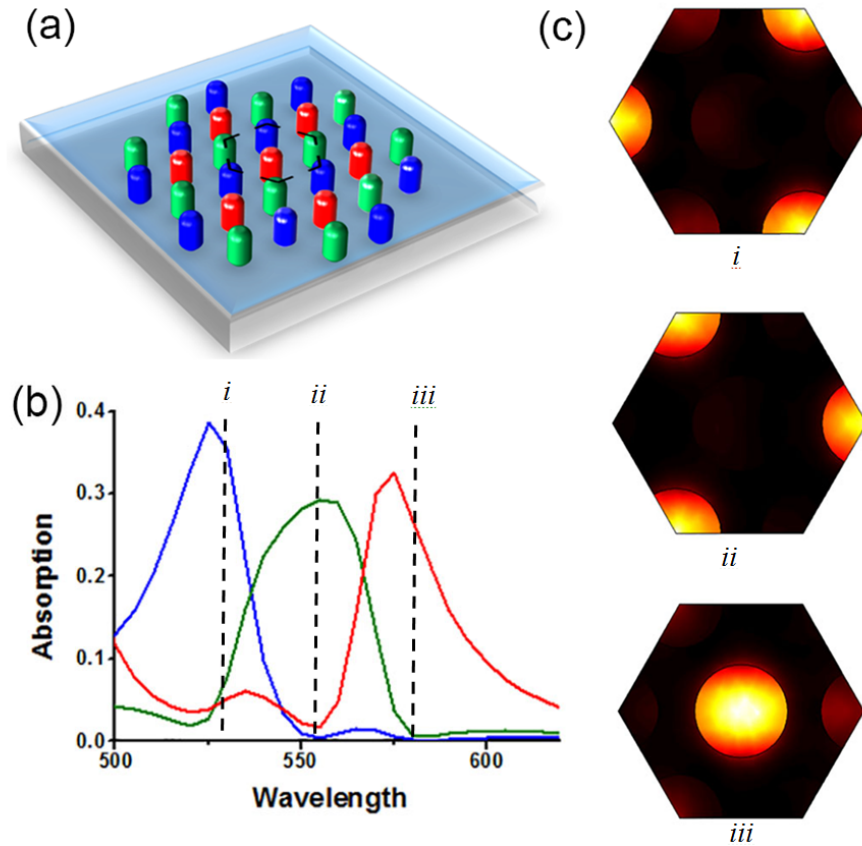 (a)
(c)
i
(b)
i
ii
iii
0.4
0.3
0.2
0.1
0.0
Absorption
500
550
600
Wavelength
ii
iii